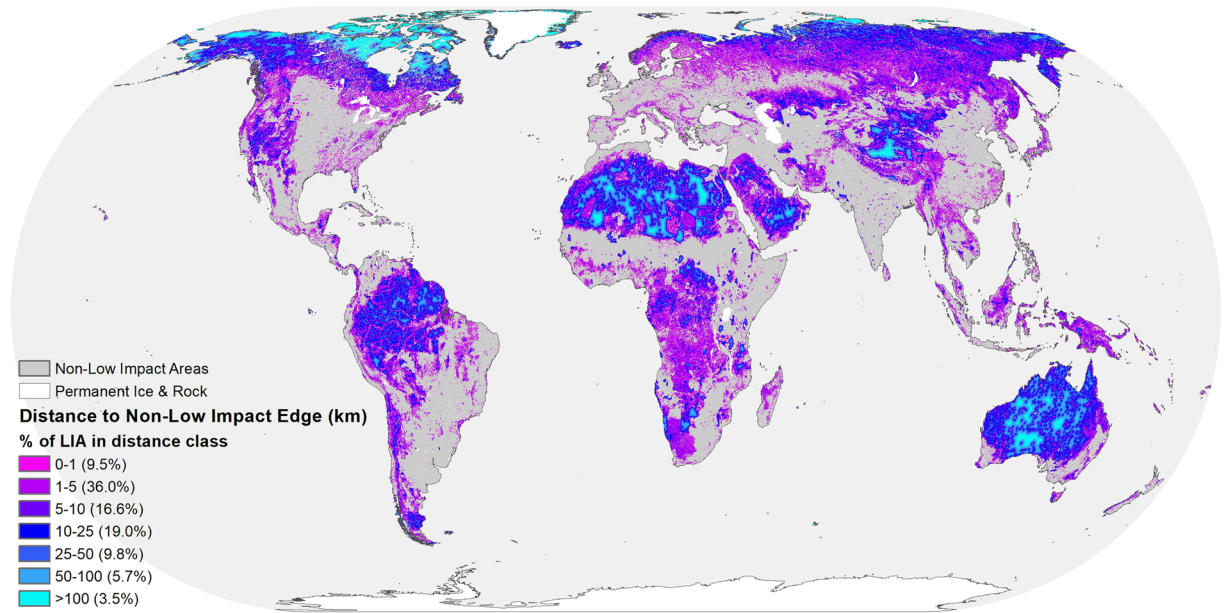 Non-Low Impact Areas
Permanent Ice & Rock
Distance to Non-Low Impact Edge (km)
% of LIA in distance class
0-1 (9.5%)
1-5 (36.0%)
5-10 (16.6%)
10-25 (19.0%)
25-50 (9.8%)
50-100 (5.7%)
>100 (3.5%)